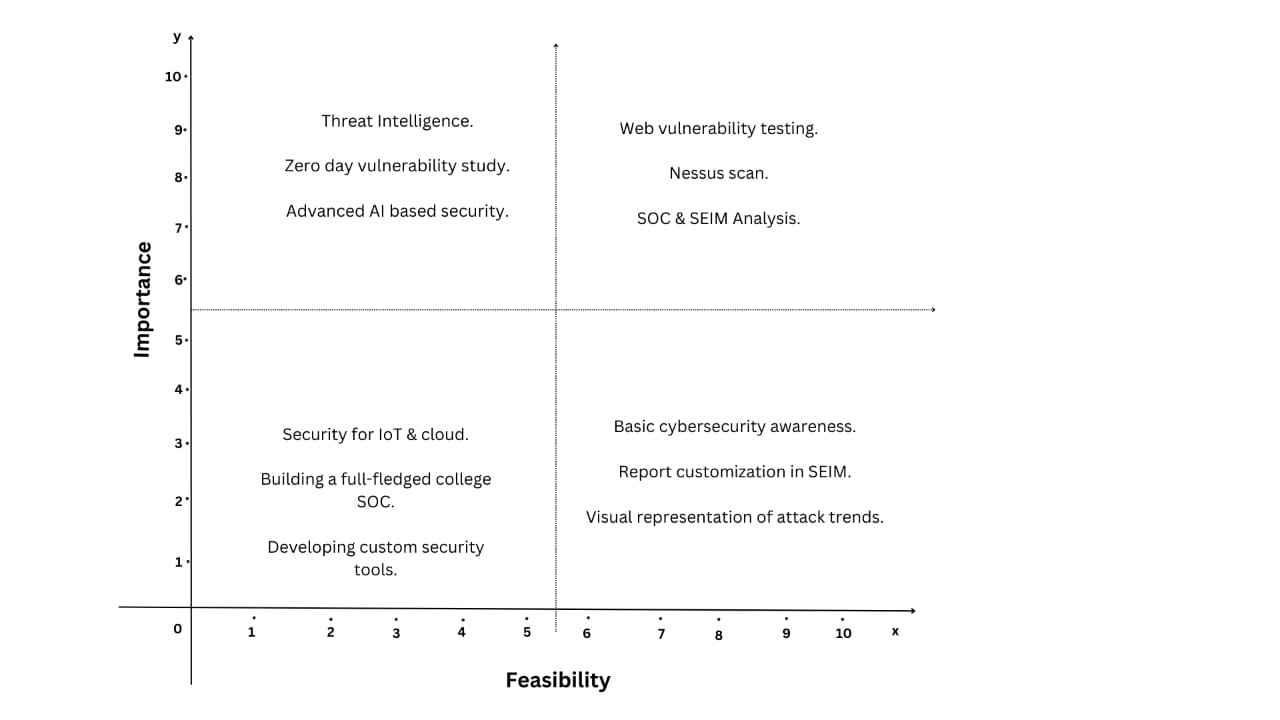 y
10
9
8
7
6
5
4
3
2
1
0
Importance
Threat Intelligence.
Zero day vulnerability study.
Advanced AI based security.
Web vulnerability testing.
Nessus scan.
SOC & SEIM Analysis.
Security for IoT & cloud.
Building a full-fledged college
SOC.
Developing custom security
tools.
Basic cybersecurity awareness.
Report customization in SEIM.
Visual representation of attack trends.
1 2 3 4 5 6 7 8 9 10 x
Feasibility